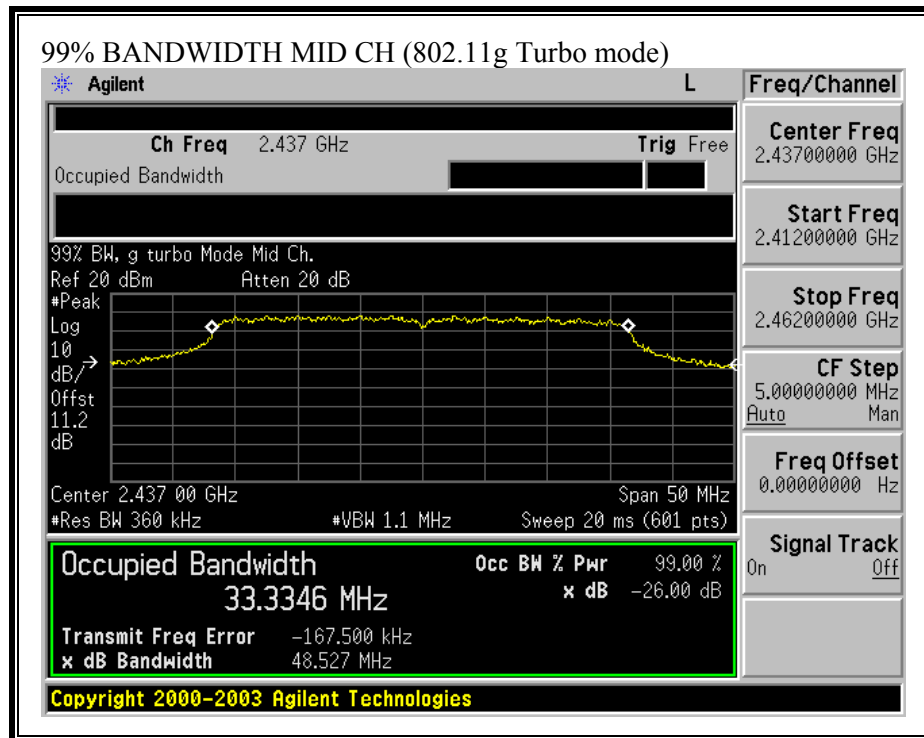 99% BANDWIDTH MID CH (802.11g Turbo mode)
Agilent L Freq/Channel
Ch Freq 2.437 GHz Trig Free
Occupied Bandwidth
Center Freq
2.43700000 GHz
Start Freq
2.41200000 GHz
Stop Freq
2.46200000 GHz
CF Step
5.00000000 MHz
Auto Man
Freq Offset
0.00000000 Hz
Signal Track
On Off
99% BW, g turbo Mode Mid Ch.
Ref 20 dBm Atten 20 dB
#Peak
Log
10
dB/
Offst
11.2
dB
Center 2.437 00 GHz Span 50 MHz
#Res BW 360 kHz #VBW 1.1 MHz Sweep 20 ms (601 pts)
Occupied Bandwidth Occ BW % Pwr 99.00 %
33.3346 MHz x dB -26.00 dB
Transmit Freq Error -167.500 kHz
x dB Bandwidth 48.527 MHz
Copyright 2000-2003 Agilent Technologies